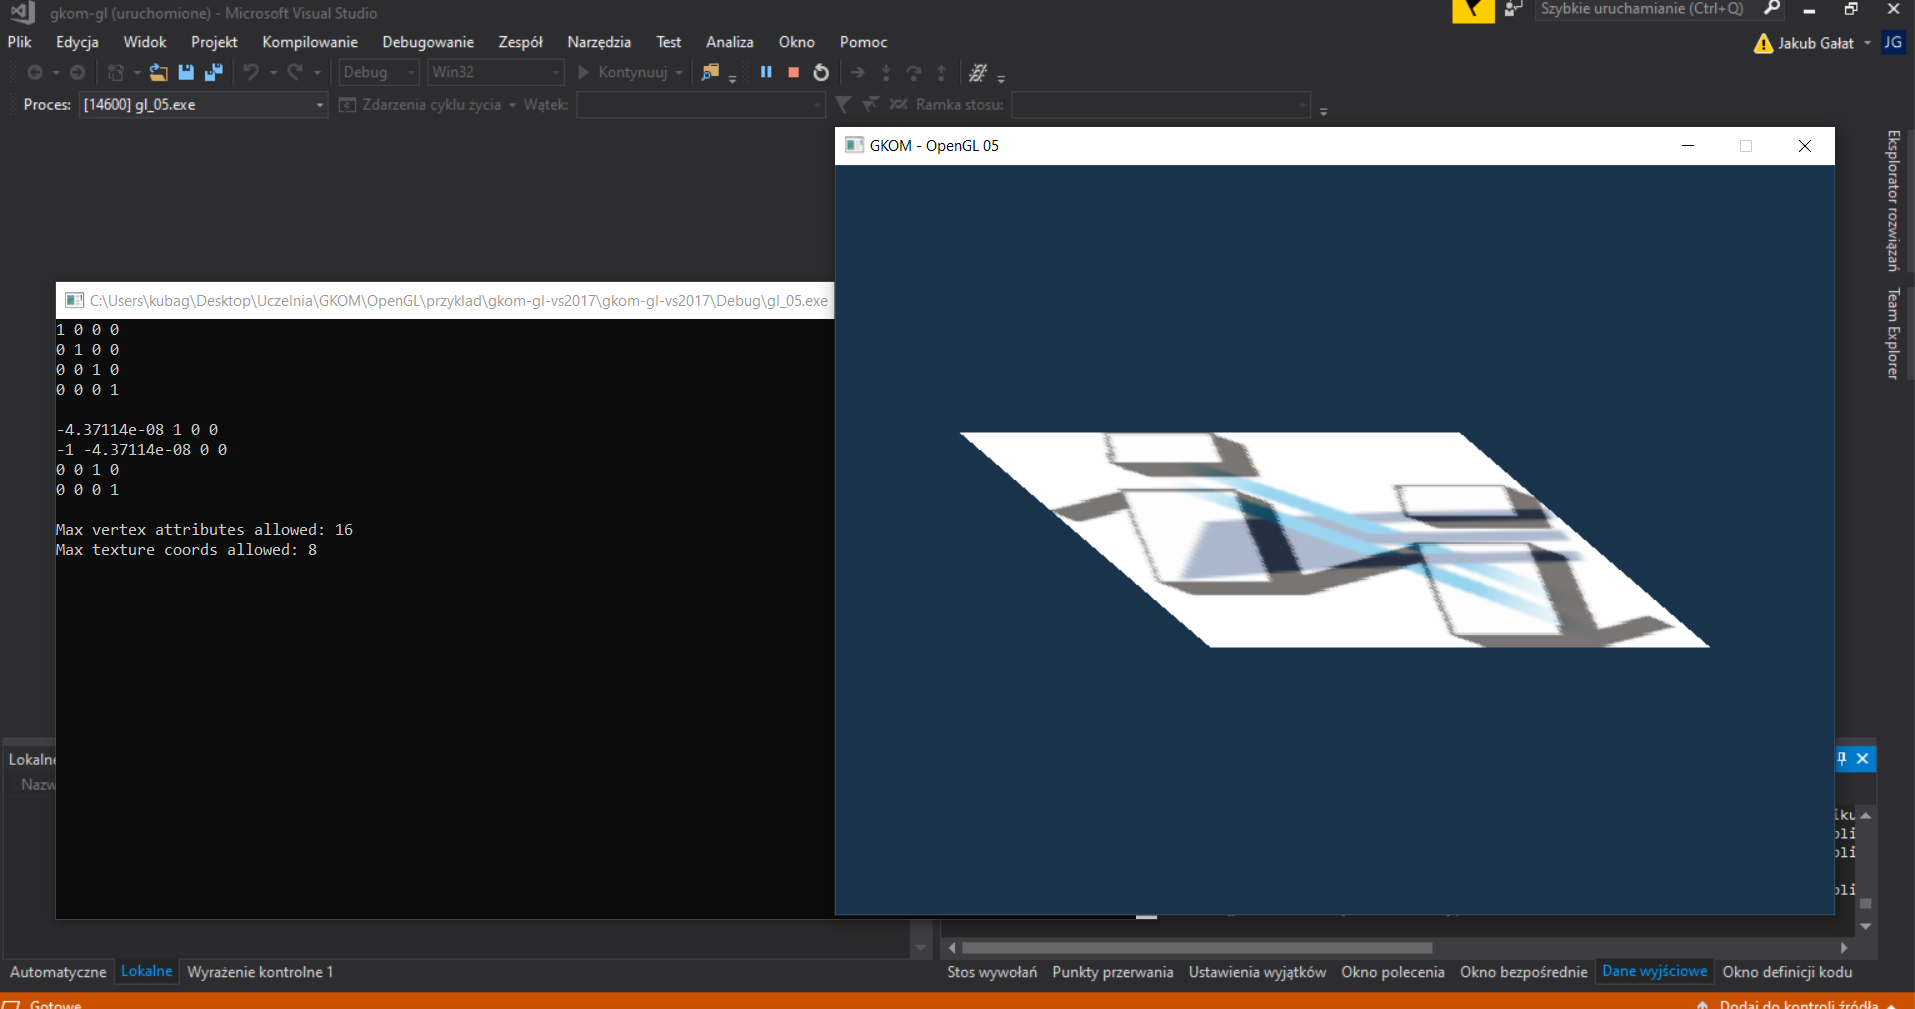 gkom-gl (uruchomione) - Microsoft Visual Studio
Szybkie uruchamianie (Ctrl+Q)
Plik Edycja Widok Projekt Kompilowanie Debugowanie Zespół Narzędzia Test Analiza Okno Pomoc
Jakub Gałat JG
Debug Win32 Kontynuuj
Proces: [14600] gl_05.exe Zdarzenia cyklu życia Wątek: Ramka stosu:
GKOM - OpenGL 05
Eksplorator rozwiązań
Team Explorer
C:\Users\kubag\Desktop\Uczelnia\GKOM\OpenGL\przyklad\gkom-gl-vs2017\gkom-gl-vs2017\Debug\gl_05.exe
1 0 0 0
0 1 0 0
0 0 1 0
0 0 0 1
-4.37114e-08 1 0 0
-1 -4.37114e-08 0 0
0 0 1 0
0 0 0 1
Max vertex attributes allowed: 16
Max texture coords allowed: 8
Lokalne
Nazw
Automatyczne Lokalne Wyrażenie kontrolne 1
Stos wywołań Punkty przerwania Ustawienia wyjątków Okno polecenia Okno bezpośrednie Dane wyjściowe Okno definicji kodu
Gotowe
Dodaj do kontroli źródła